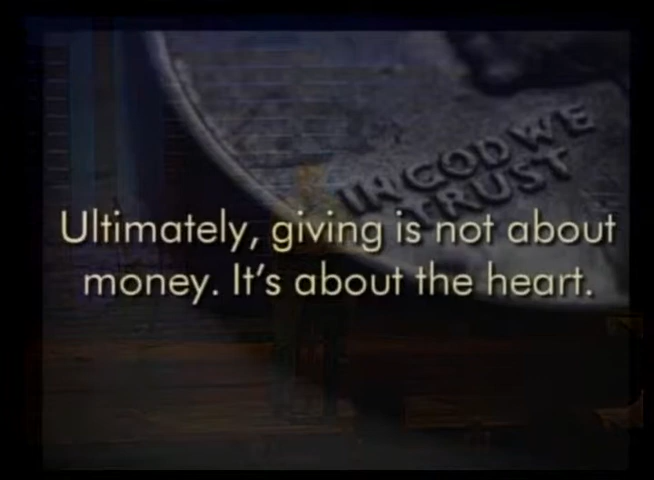 IN GOD WE
TRUST
Ultimately, giving is not about
money. It's about the heart.